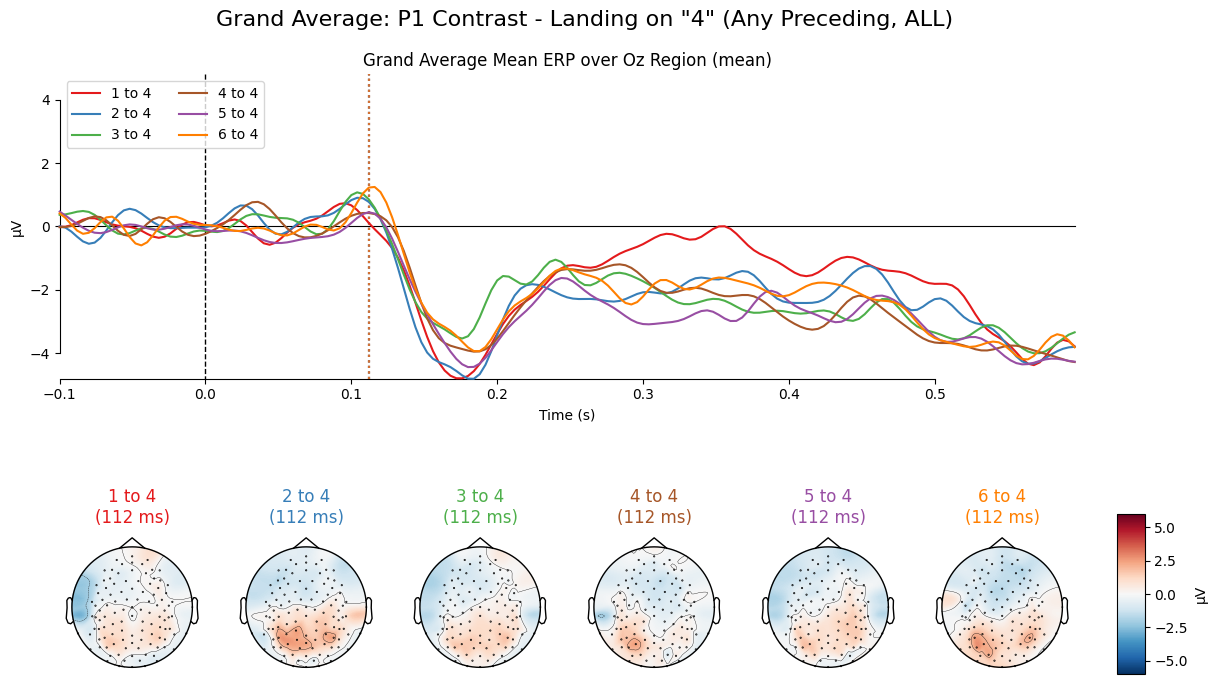 Grand Average: P1 Contrast - Landing on "4" (Any Preceding, ALL)
Grand Average Mean ERP over Oz Region (mean)
1 to 4
2 to 4
3 to 4
4 to 4
5 to 4
6 to 4
4
2
0
−2
−4
µV
−0.1
0.0
0.1
0.2
0.3
0.4
0.5
Time (s)
1 to 4
(112 ms)
2 to 4
(112 ms)
3 to 4
(112 ms)
4 to 4
(112 ms)
5 to 4
(112 ms)
6 to 4
(112 ms)
5.0
2.5
0.0
−2.5
−5.0
µV